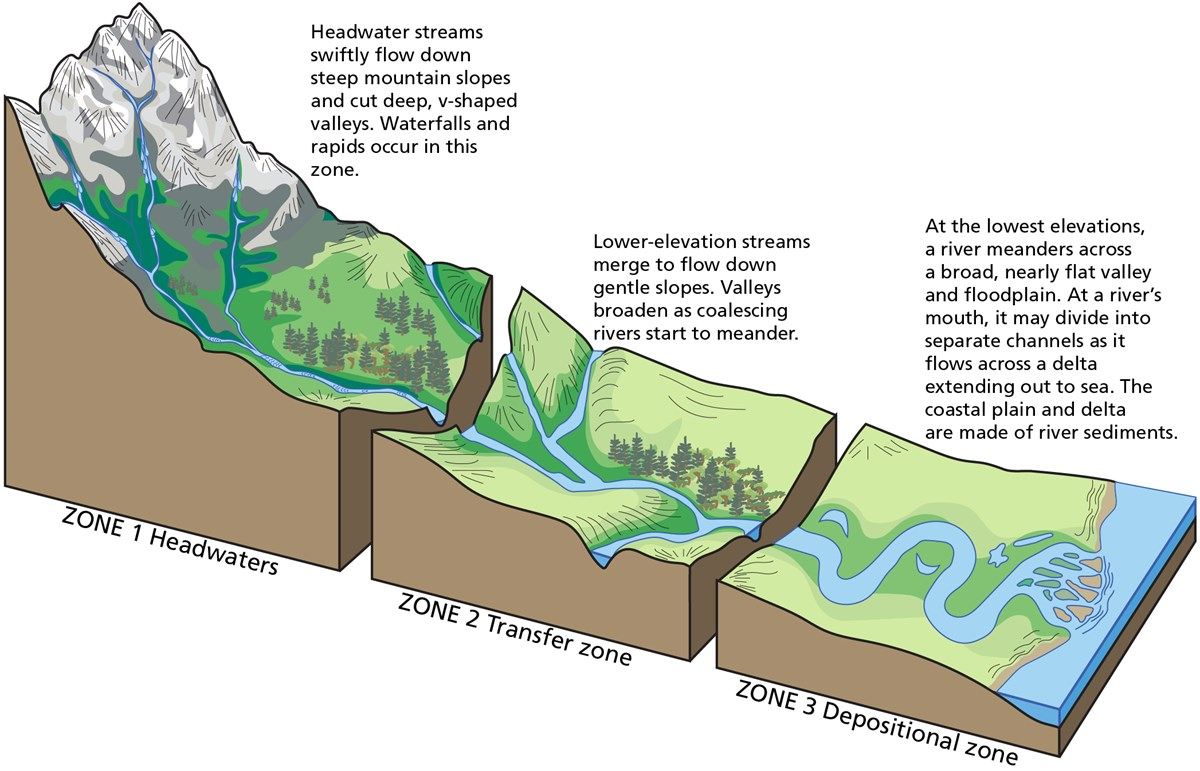 Headwater streams
swiftly flow down
steep mountain slopes
and cut deep, v-shaped
valleys. Waterfalls and
rapids occur in this
zone.
Lower-elevation streams
merge to flow down
gentle slopes. Valleys
broaden as coalescing
rivers start to meander.
At the lowest elevations,
a river meanders across
a broad, nearly flat valley
and floodplain. At a river’s
mouth, it may divide into
separate channels as it
flows across a delta
extending out to sea. The
coastal plain and delta
are made of river sediments.
ZONE 1 Headwaters
ZONE 2 Transfer zone
ZONE 3 Depositional zone